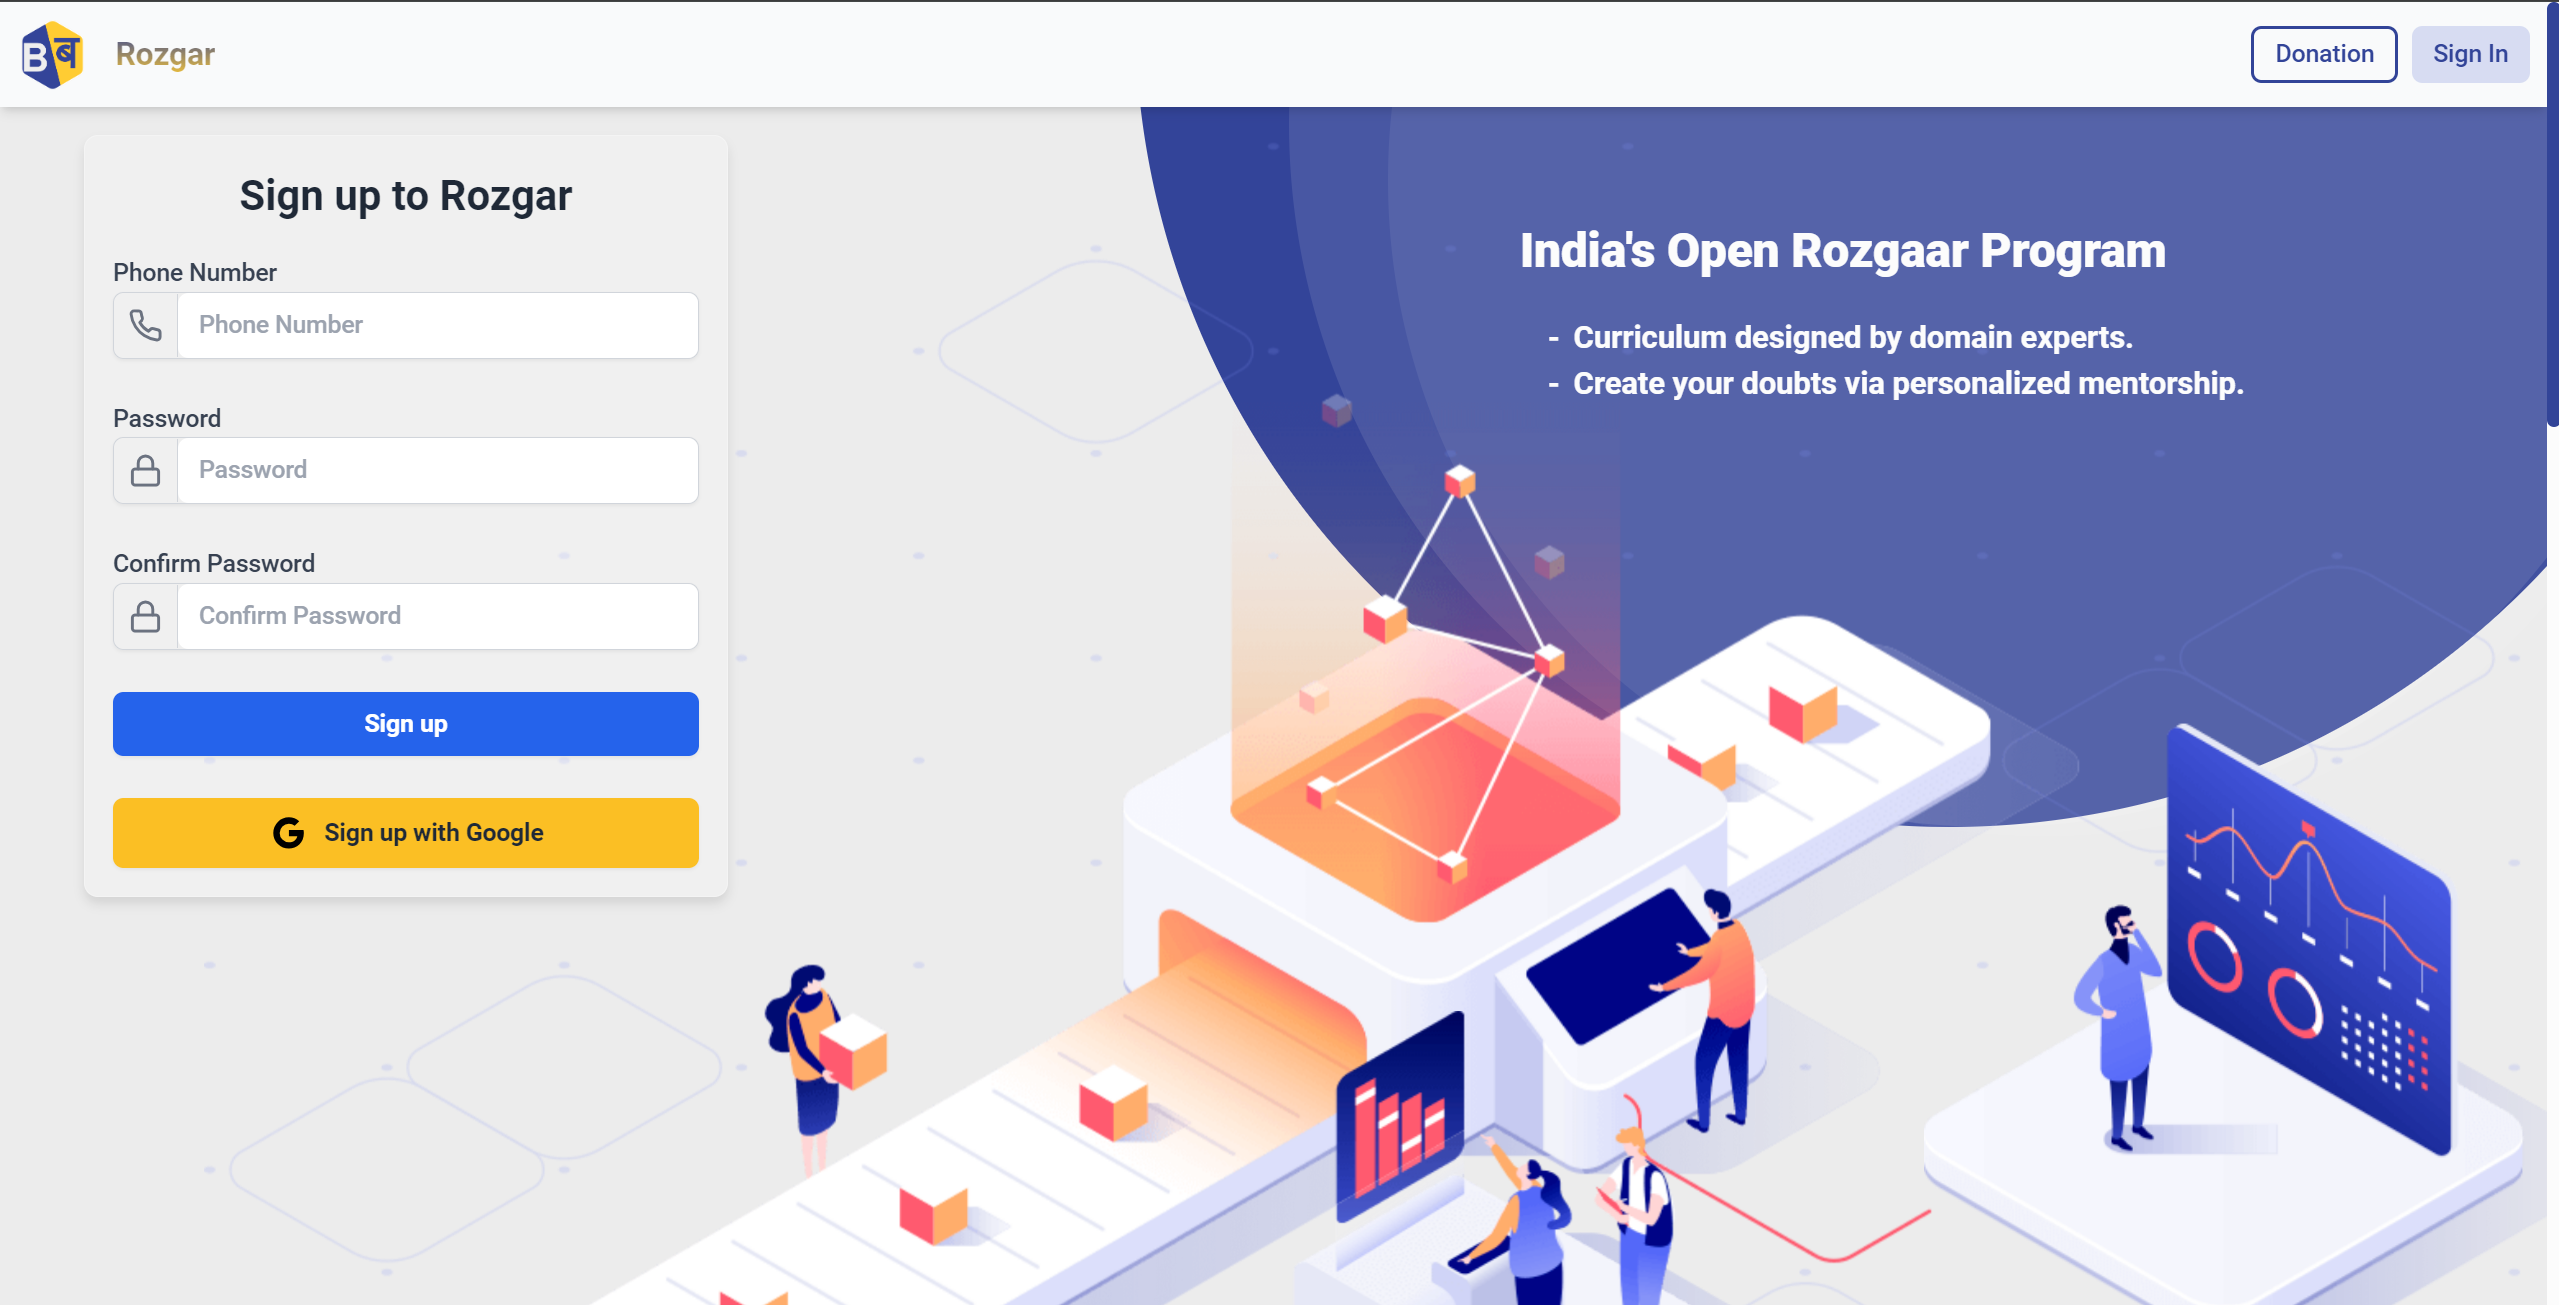 Bब
Rozgar
Donation
Sign In
Sign up to Rozgar
Phone Number
Phone Number
Password
Password
Confirm Password
Confirm Password
Sign up
G Sign up with Google
India's Open Rozgaar Program
- Curriculum designed by domain experts.
- Create your doubts via personalized mentorship.